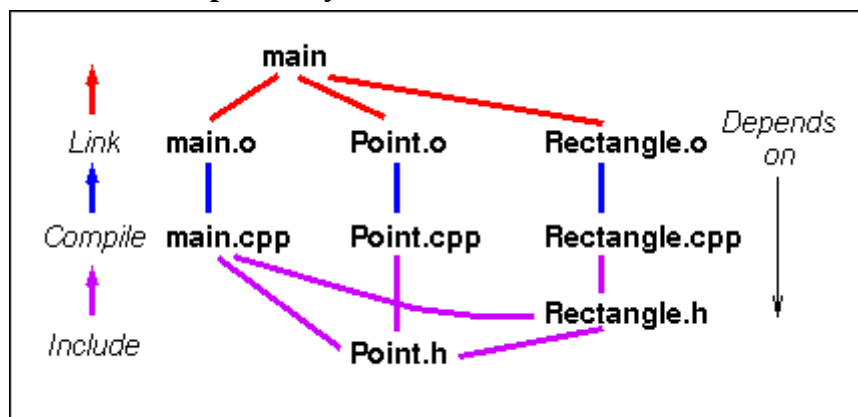 main
Link main.o Point.o Rectangle.o Depends
on
Compile main.cpp Point.cpp Rectangle.cpp
Rectangle.h
Include Point.h